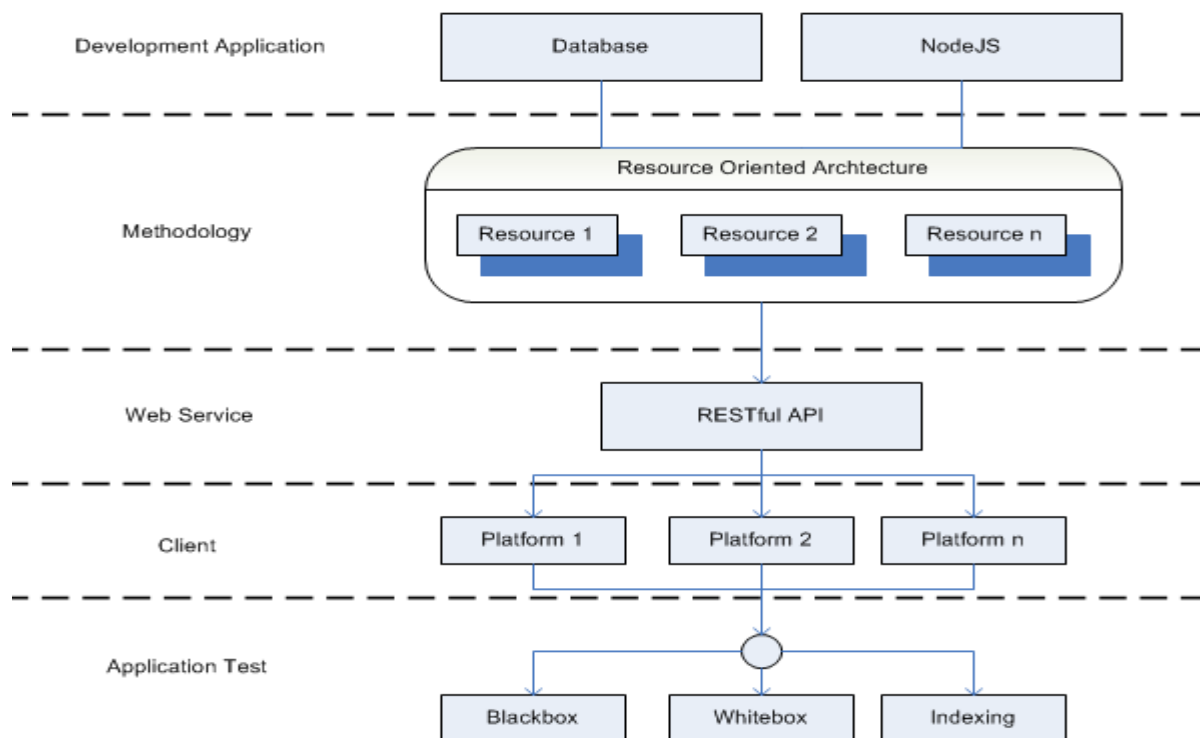 Development Application
Database
NodeJS
Resource Oriented Archtecture
Methodology
Resource 1
Resource 2
Resource n
Web Service
RESTful API
Client
Platform 1
Platform 2
Platform n
Application Test
Blackbox
Whitebox
Indexing